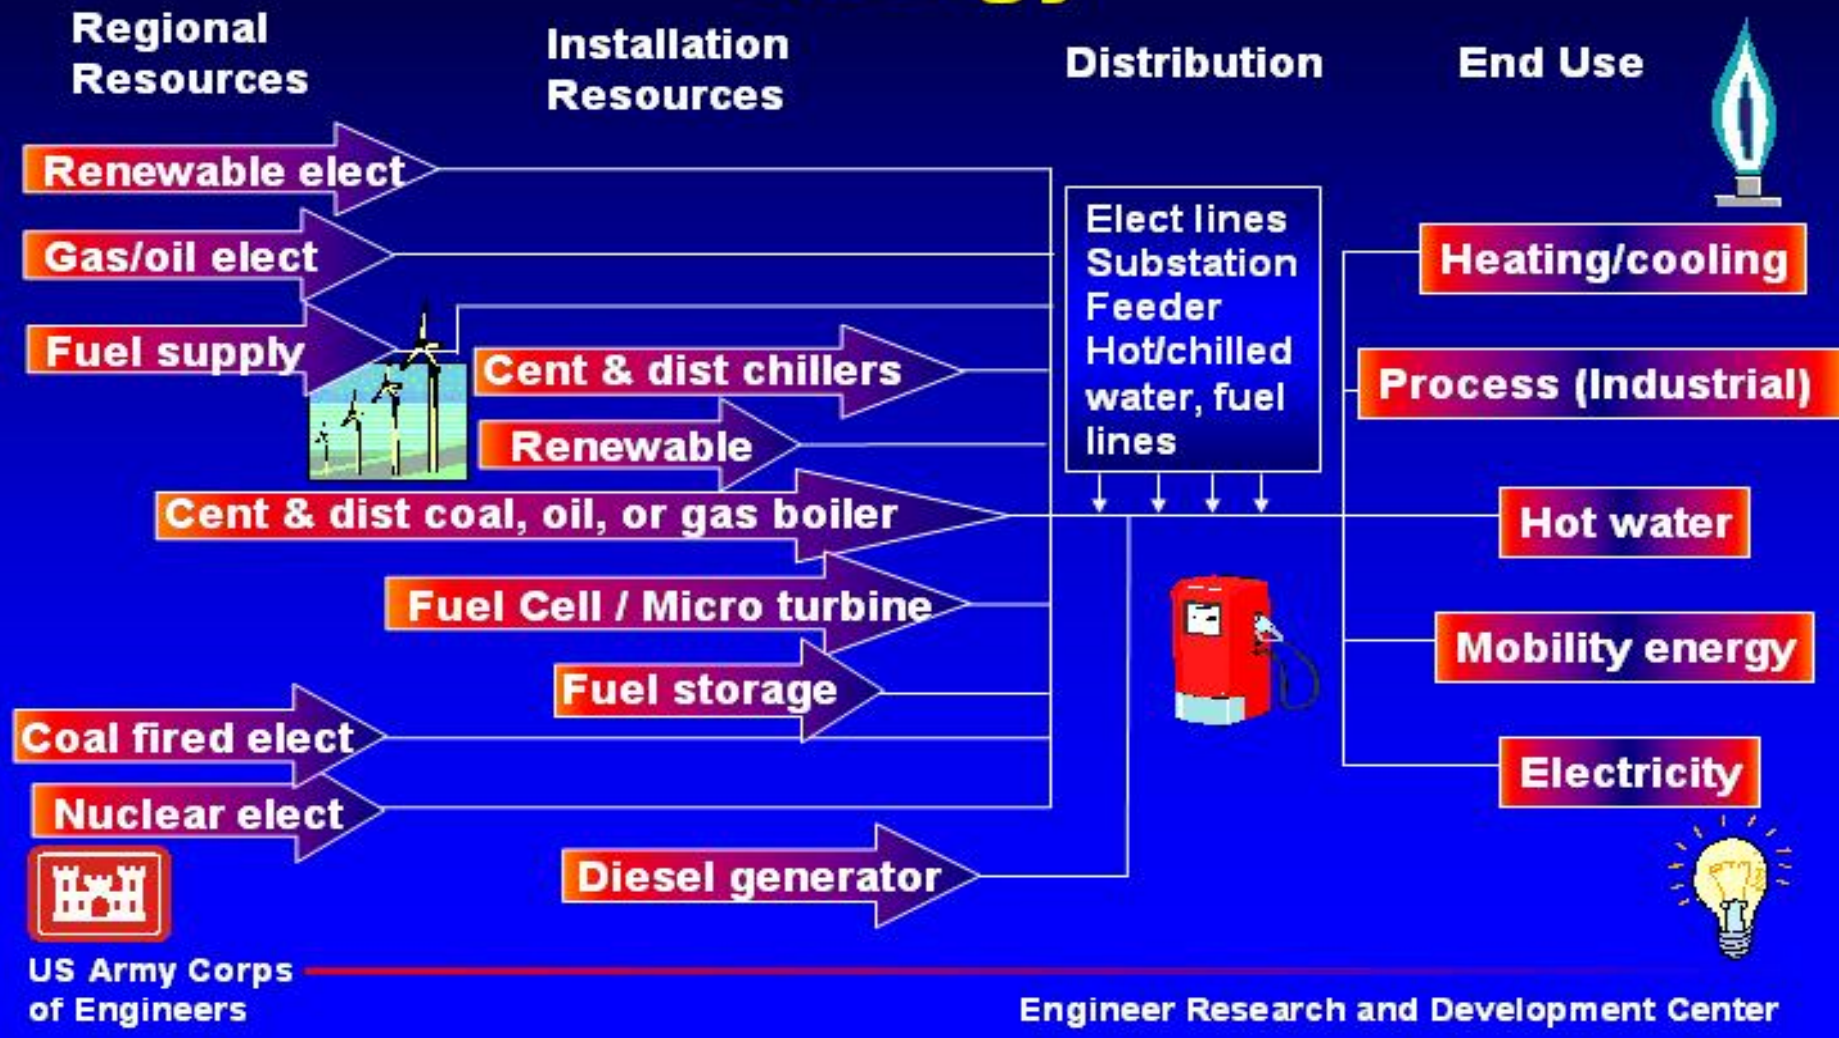 Regional
Resources
Installation
Resources
Distribution
End Use
Renewable elect
Gas/oil elect
Fuel supply
Cent & dist chillers
Renewable
Cent & dist coal, oil, or gas boiler
Fuel Cell / Micro turbine
Fuel storage
Coal fired elect
Nuclear elect
Diesel generator
Elect lines
Substation
Feeder
Hot/chilled
water, fuel
lines
Heating/cooling
Process (Industrial)
Hot water
Mobility energy
Electricity
US Army Corps
of Engineers
Engineer Research and Development Center